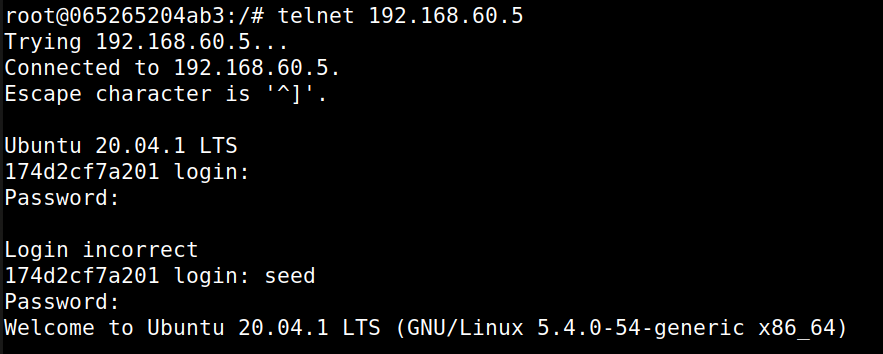 root@065265204ab3:/# telnet 192.168.60.5
Trying 192.168.60.5...
Connected to 192.168.60.5.
Escape character is '^]'.
Ubuntu 20.04.1 LTS
174d2cf7a201 login:
Password:
Login incorrect
174d2cf7a201 login: seed
Password:
Welcome to Ubuntu 20.04.1 LTS (GNU/Linux 5.4.0-54-generic x86_64)